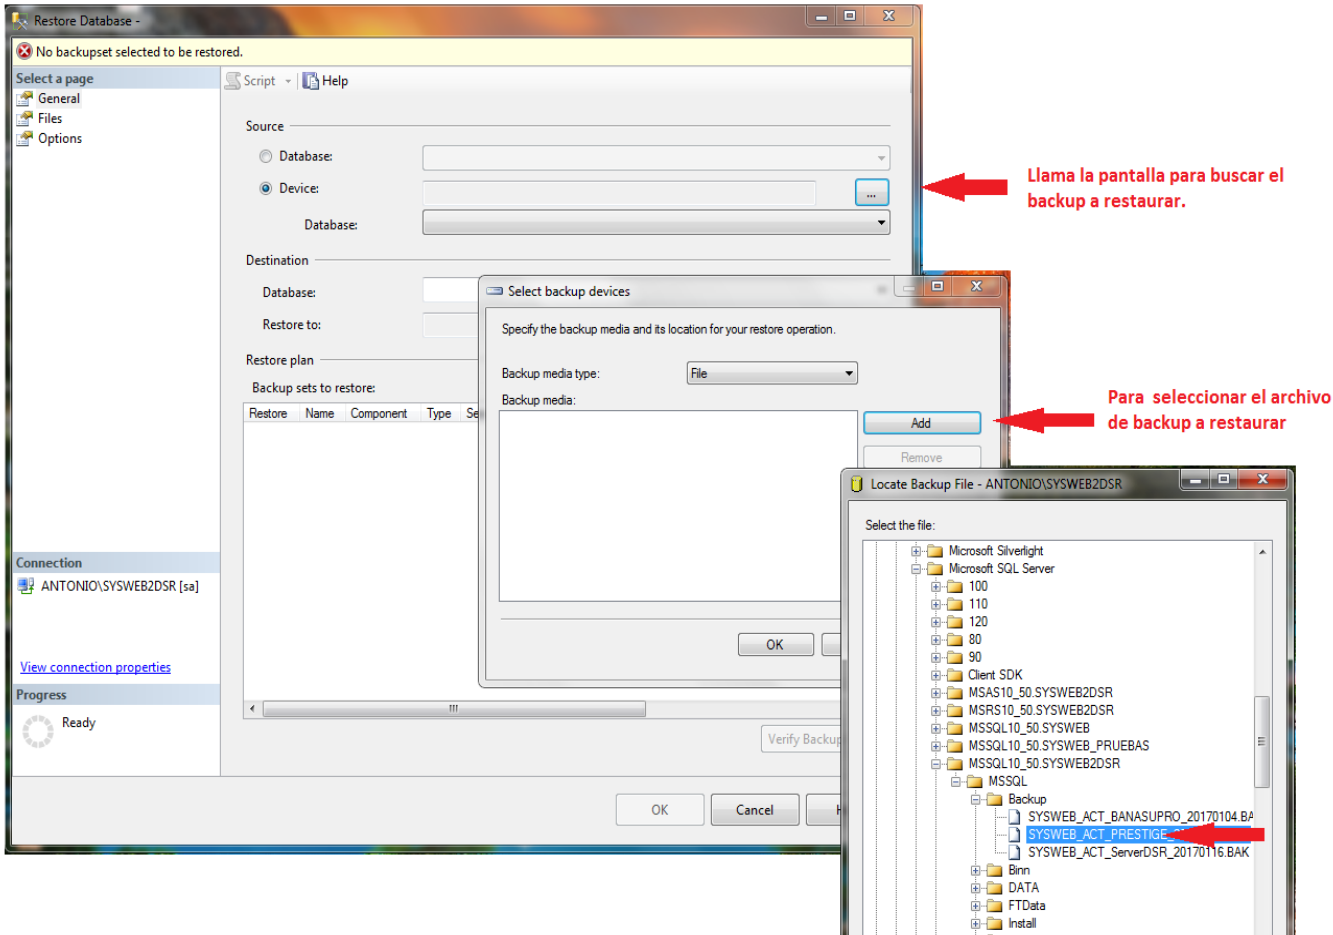 Restore Database -
No backupset selected to be restored.
Select a page
General
Files
Options
Script
Help
Source
Database:
Device:
...
Database:
Destination
Database:
Restore to:
Restore plan
Backup sets to restore:
Restore Name Component Type
Connection
ANTONIO\SYSWEB2DSR [sa]
View connection properties
Progress
Ready
OK
Cancel
Verify Backup
Llama la pantalla para buscar el
backup a restaurar.
Select backup devices
Specify the backup media and its location for your restore operation.
Backup media type:
File
Backup media:
Add
Remove
OK
Para seleccionar el archivo
de backup a restaurar
Locate Backup File - ANTONIO\SYSWEB2DSR
Select the file:
Microsoft Silverlight
Microsoft SQL Server
100
110
120
80
90
Client SDK
MSAS10_50.SYSWEB2DSR
MSRS10_50.SYSWEB2DSR
MSSQL10_50.SYSWEB
MSSQL10_50.SYSWEB_PRUEBAS
MSSQL10_50.SYSWEB2DSR
MSSQL
Backup
SYSWEB_ACT_BANASUPRO_20170104.BA
SYSWEB_ACT_PRESTIGE_
SYSWEB_ACT_ServerDSR_20170116.BAK
Binn
DATA
FTData
Install